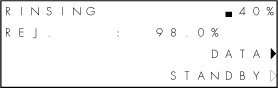 RINSING ▄40%
REJ. : 98.0%
DATA▶
STANDBY▷